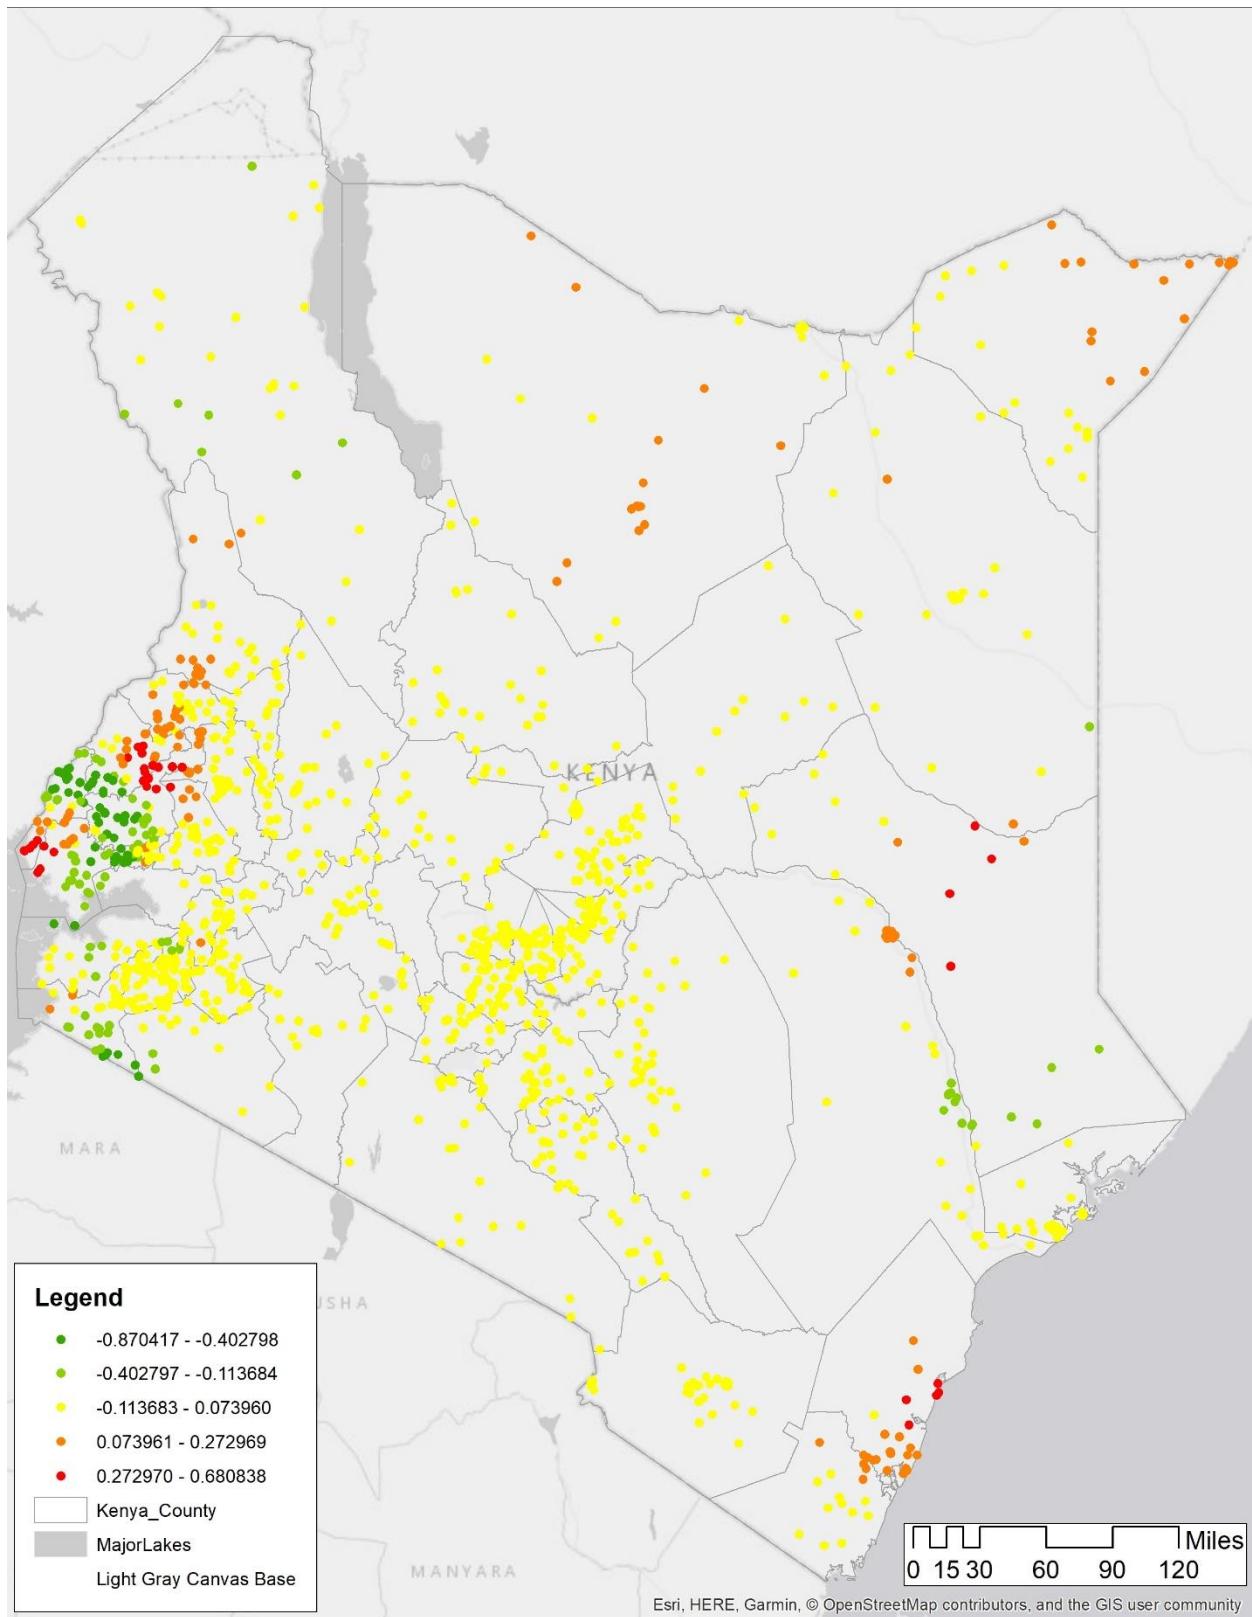 KENYA
MARA
USHA
MANYARA
Legend
-0.870417 - -0.402798
-0.402797 - -0.113684
-0.113683 - 0.073960
0.073961 - 0.272969
0.272970 - 0.680838
Kenya_County
MajorLakes
Light Gray Canvas Base
Miles
0 15 30 60 90 120
Esri, HERE, Garmin, © OpenStreetMap contributors, and the GIS user community